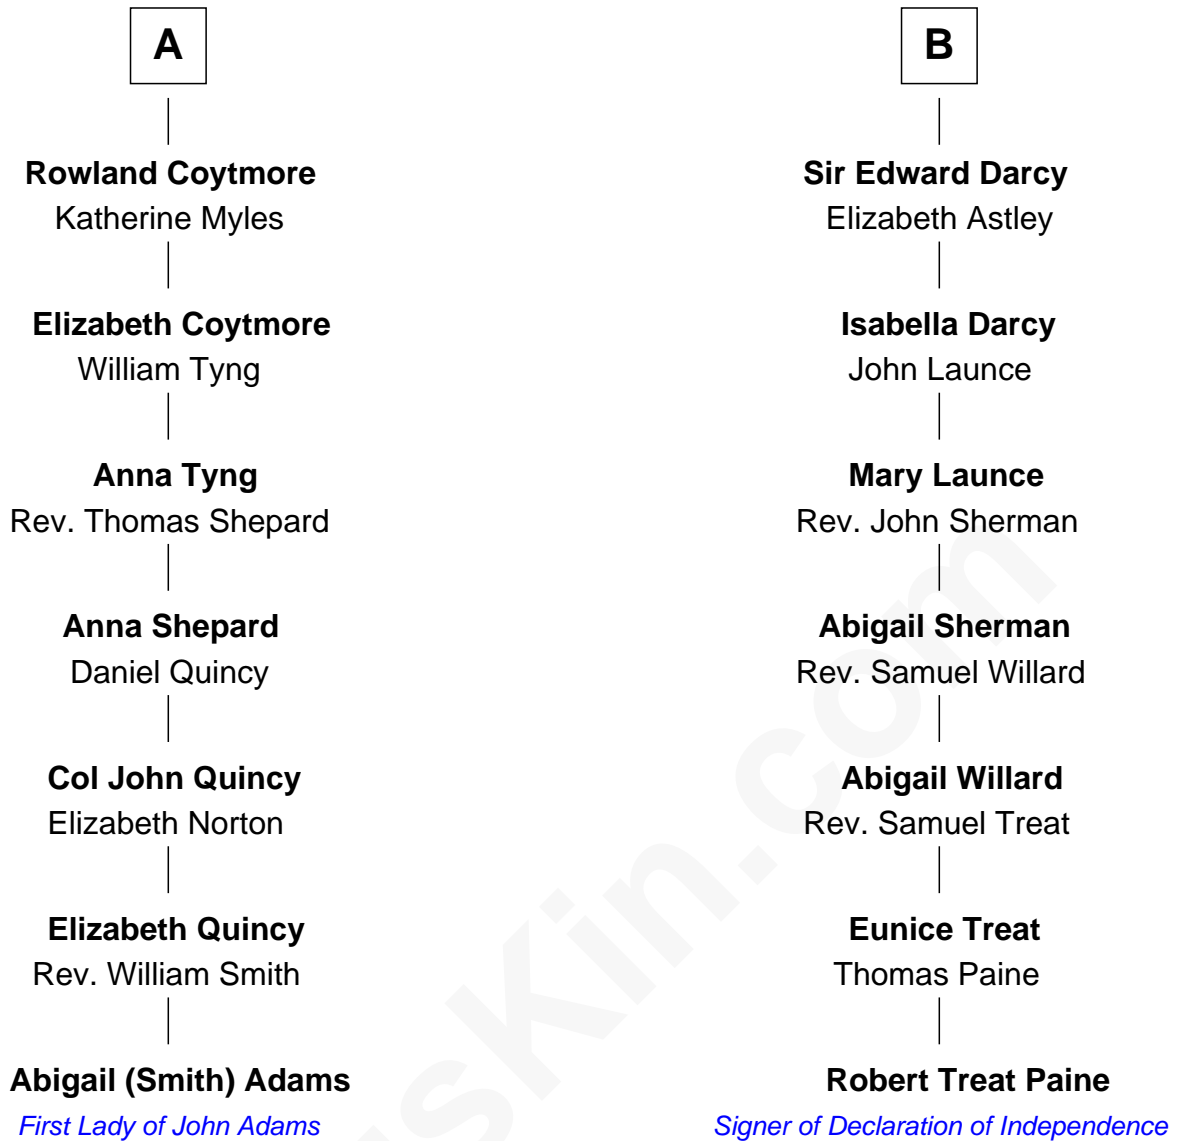 A
B
Rowland Coytmore
Katherine Myles
Sir Edward Darcy
Elizabeth Astley
Elizabeth Coytmore
William Tyng
Isabella Darcy
John Launce
Anna Tyng
Rev. Thomas Shepard
Mary Launce
Rev. John Sherman
Anna Shepard
Daniel Quincy
Abigail Sherman
Rev. Samuel Willard
Col John Quincy
Elizabeth Norton
Abigail Willard
Rev. Samuel Treat
Elizabeth Quincy
Rev. William Smith
Eunice Treat
Thomas Paine
Abigail (Smith) Adams
First Lady of John Adams
Robert Treat Paine
Signer of Declaration of Independence